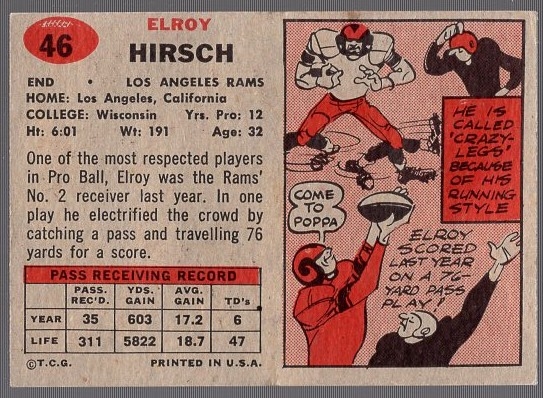 46
ELROY
HIRSCH
END • LOS ANGELES RAMS
HOME: Los Angeles, California
COLLEGE: Wisconsin Yrs. Pro: 12
Ht: 6:01 Wt: 191 Age: 32
One of the most respected players
in Pro Ball, Elroy was the Rams'
No. 2 receiver last year. In one
play he electrified the crowd by
catching a pass and travelling 76
yards for a score.
PASS RECEIVING RECORD
PASS. REC'D. YDS. GAIN AVG. GAIN TD's
YEAR 35 603 17.2 6
LIFE 311 5822 18.7 47
©T.C.G. PRINTED IN U.S.A.
HE IS
CALLED
'CRAZY-
LEGS'
BECAUSE
OF HIS
RUNNING
STYLE
COME
TO
POPPA
ELROY
SCORED
LAST YEAR
ON A 76-
YARD PASS
PLAY!